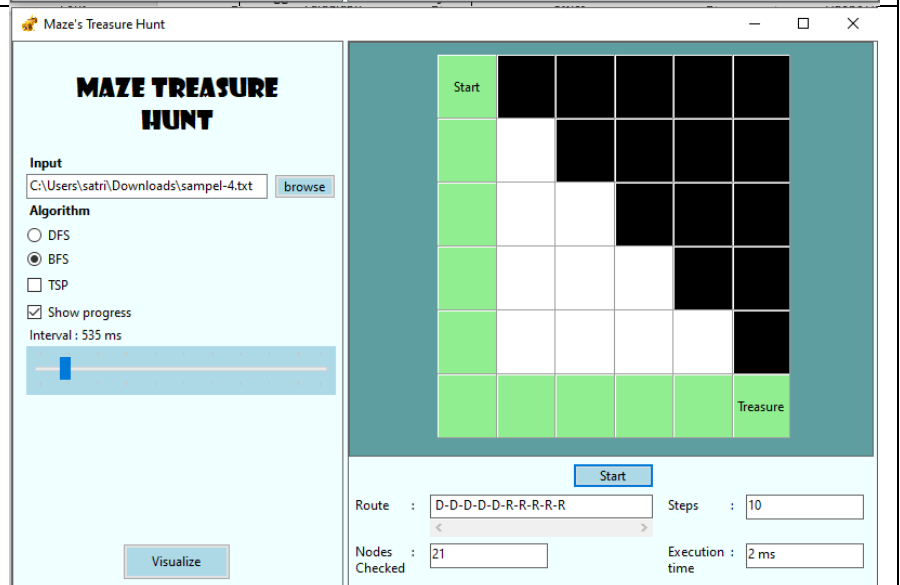 Maze's Treasure Hunt
MAZE TREASURE
HUNT
Input
C:\Users\satri\Downloads\sampel-4.txt
browse
Algorithm
DFS
BFS
TSP
Show progress
Interval : 535 ms
Visualize
Start
Treasure
Start
Route :
D-D-D-D-D-R-R-R-R-R
Steps :
10
Nodes :
Checked
21
Execution :
time
2 ms